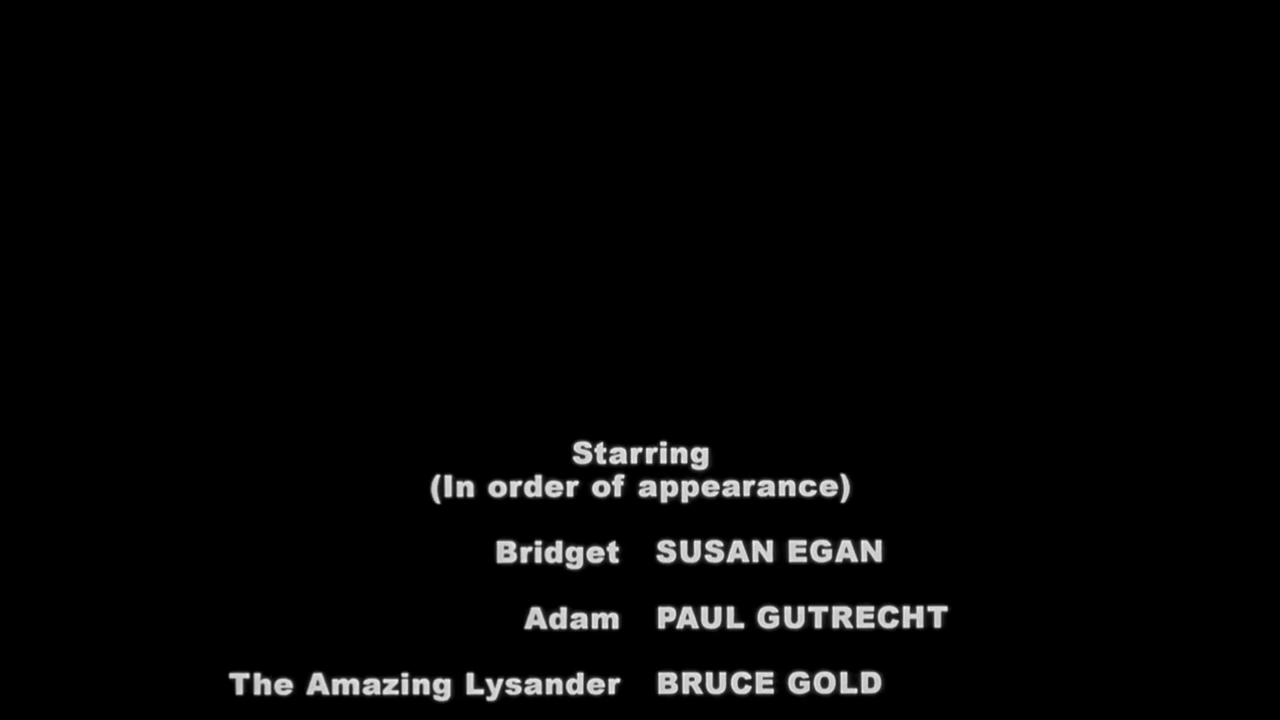 Starring
(In order of appearance)
Bridget SUSAN EGAN
Adam PAUL GUTRECHT
The Amazing Lysander BRUCE GOLD